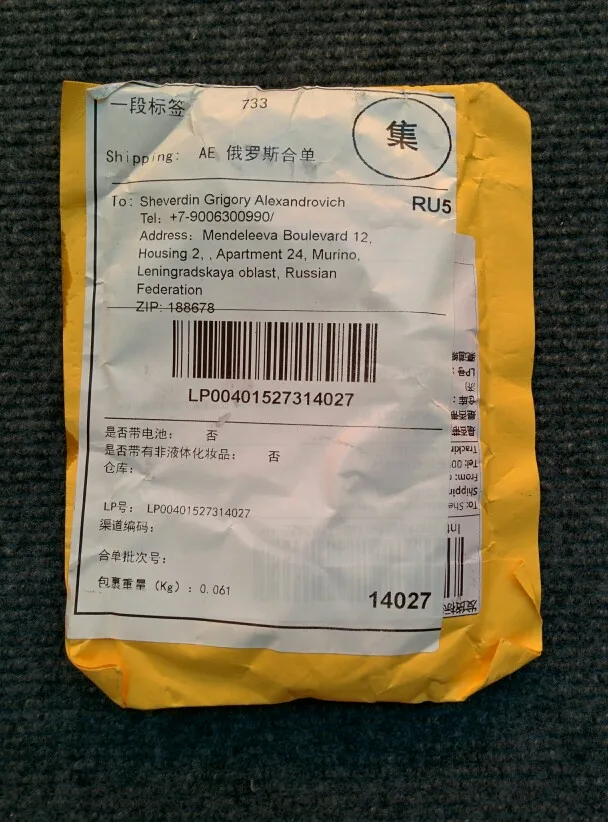 一段标签 733
集
Shipping: AE 俄罗斯合单
To: Sheverdin Grigory Alexandrovich
RU5
Tel: +7-9006300990/
Address: Mendeleeva Boulevard 12,
Housing 2, , Apartment 24, Murino,
Leningradskaya oblast, Russian
Federation
ZIP: 188678
LP00401527314027
是否带电池： 否
是否带有非液体化妆品： 否
仓库：
LP号： LP00401527314027
渠道编码：
合单批次号：
包裹重量（Kg）：0.061
14027